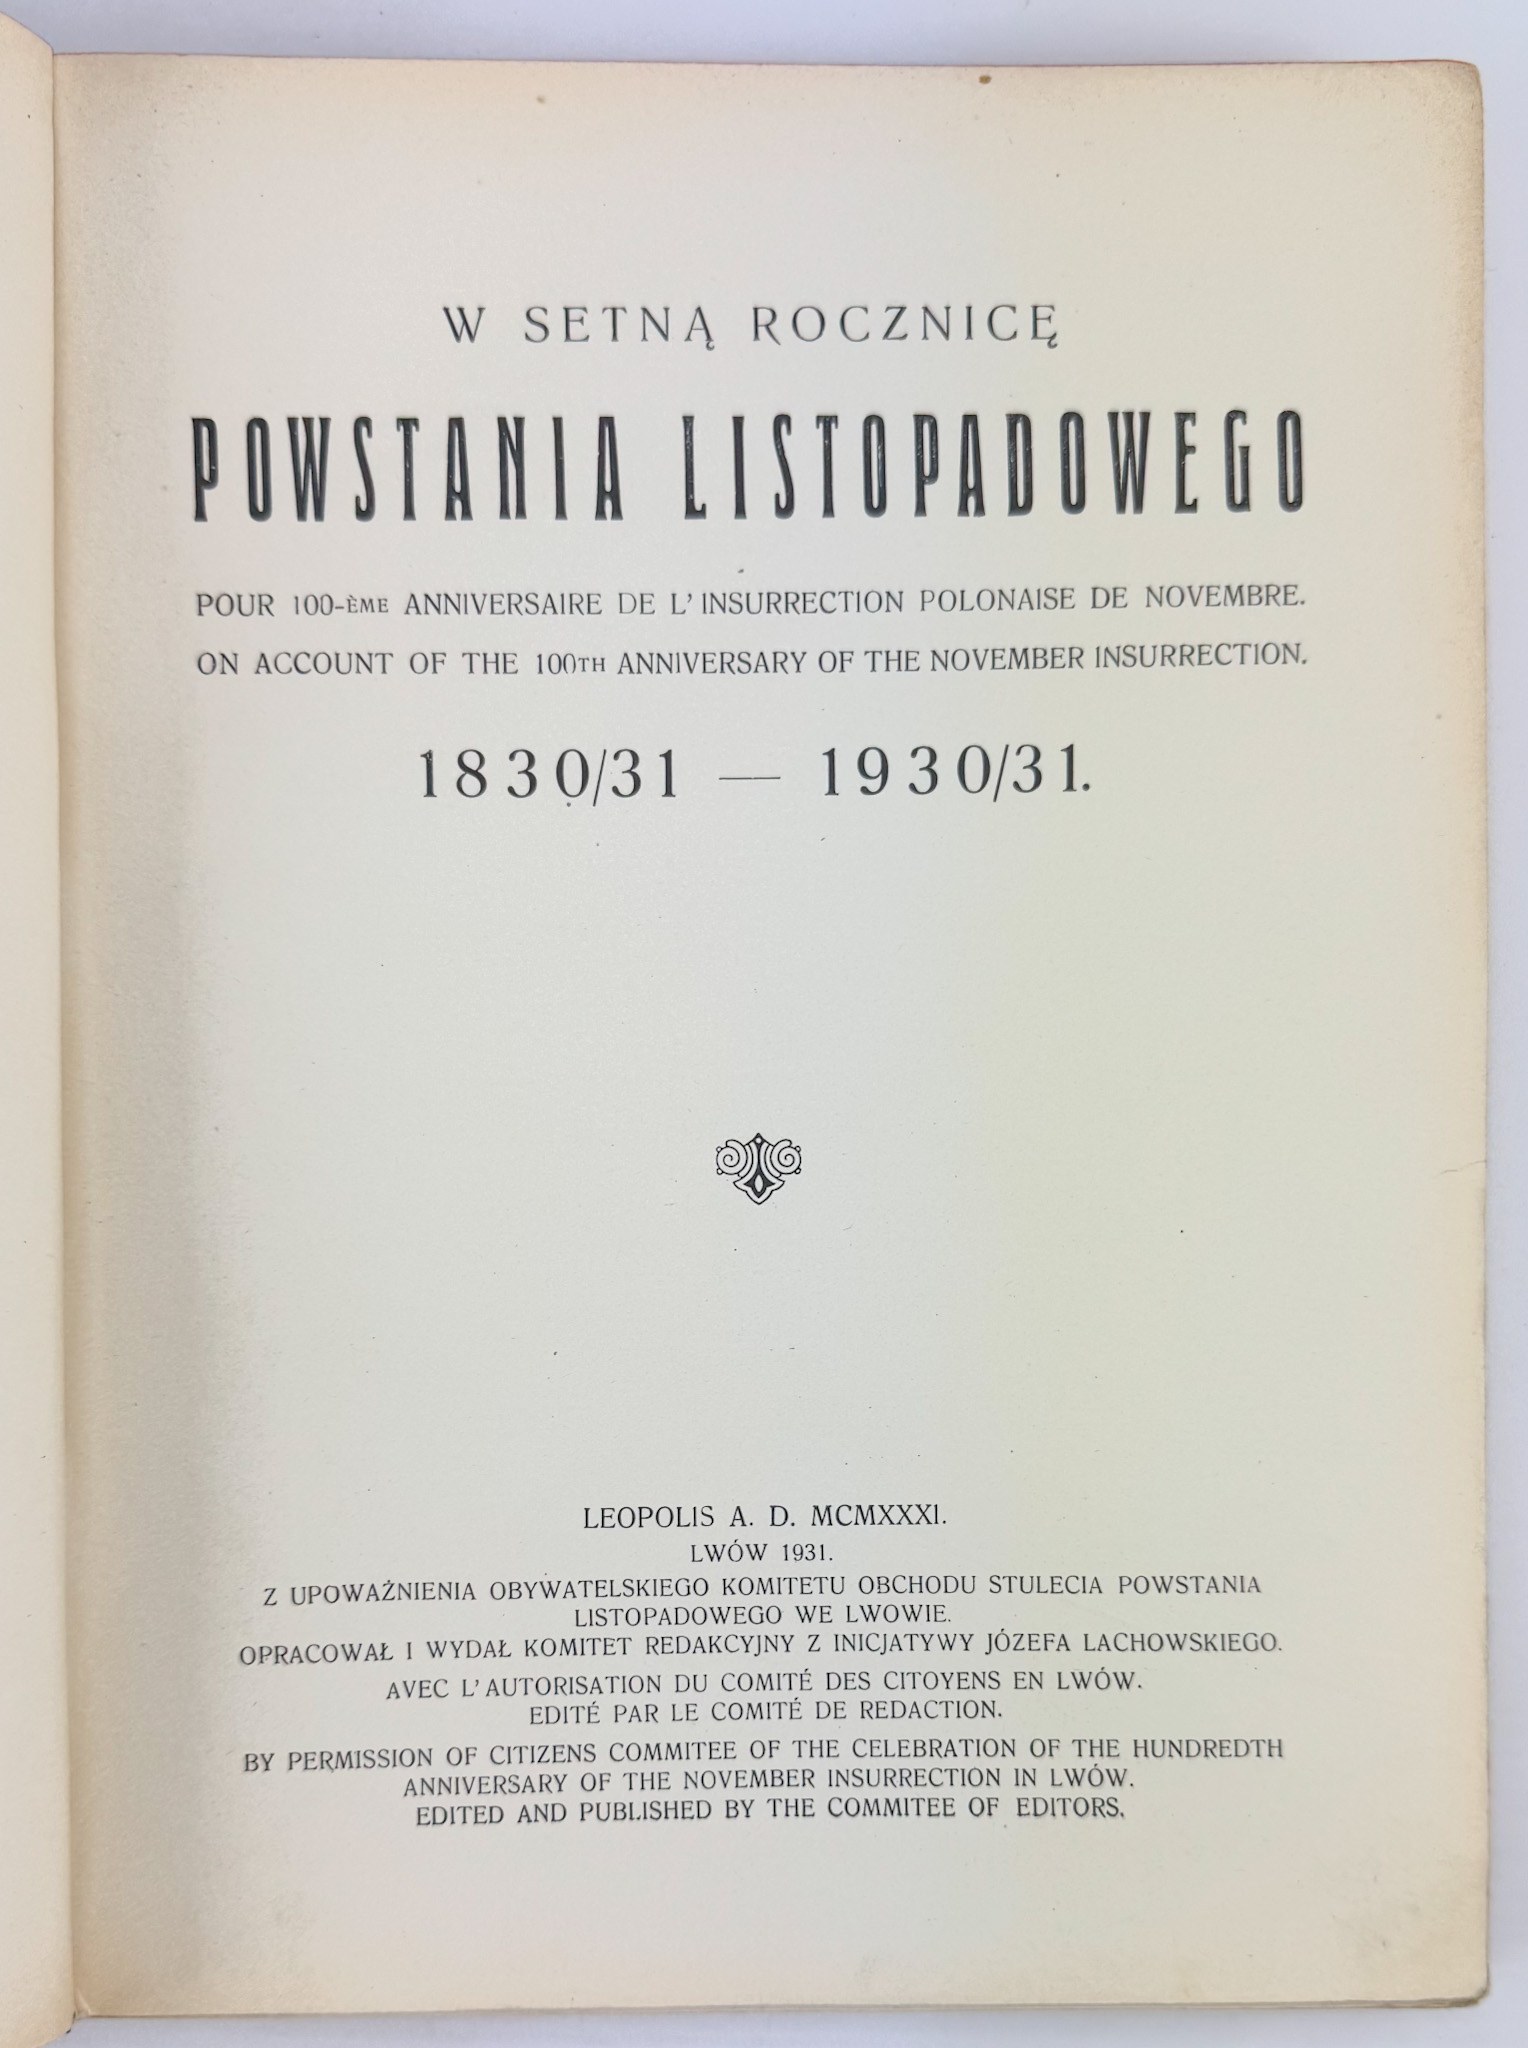 W SETNĄ ROCZNICĘ
POWSTANIA LISTOPADOWEGO
POUR 100-ÈME ANNIVERSAIRE DE L' INSURRECTION POLONAISE DE NOVEMBRE.
ON ACCOUNT OF THE 100TH ANNIVERSARY OF THE NOVEMBER INSURRECTION.
1830/31 — 1930/31.
LEOPOLIS A. D. MCMXXXI.
LWÓW 1931.
Z UPOWAŻNIENIA OBYWATELSKIEGO KOMITETU OBCHODU STULECIA POWSTANIA
LISTOPADOWEGO WE LWOWIE.
OPRACOWAŁ I WYDAŁ KOMITET REDAKCYJNY Z INICJATYWY JÓZEFA LACHOWSKIEGO.
AVEC L' AUTORISATION DU COMITÉ DES CITOYENS EN LWÓW.
EDITÉ PAR LE COMITÉ DE REDACTION.
BY PERMISSION OF CITIZENS COMMITEE OF THE CELEBRATION OF THE HUNDREDTH
ANNIVERSARY OF THE NOVEMBER INSURRECTION IN LWÓW.
EDITED AND PUBLISHED BY THE COMMITEE OF EDITORS.